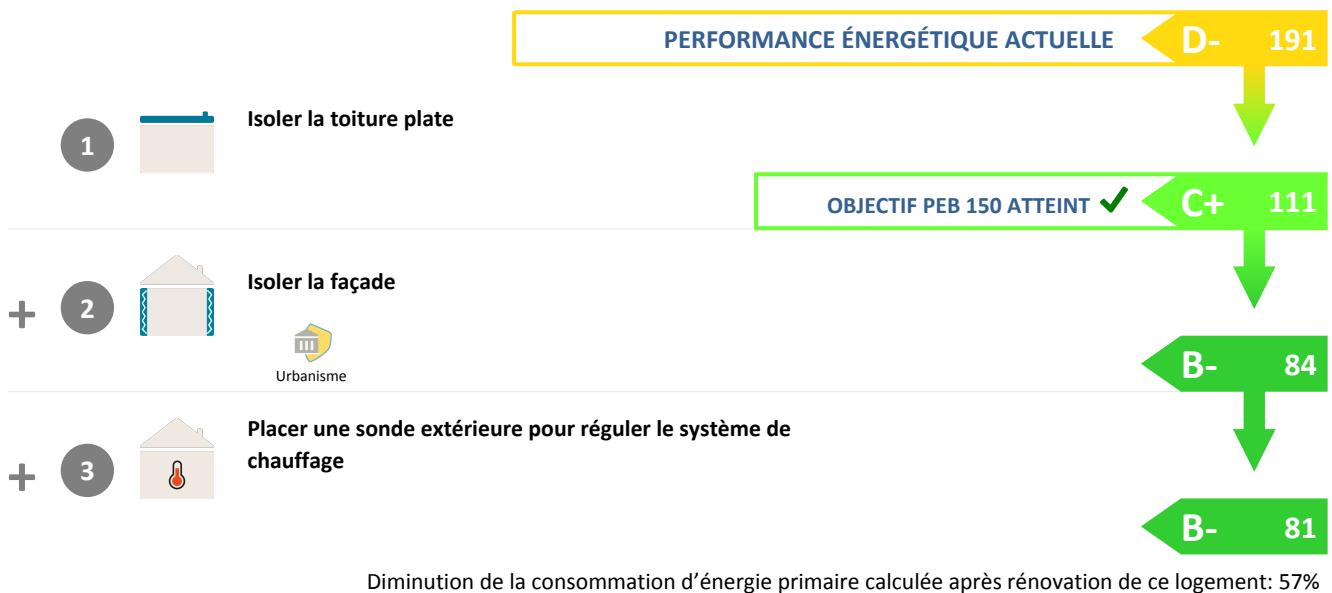 PERFORMANCE ÉNERGÉTIQUE ACTUELLE D- 191
1 Isoler la toiture plate
OBJECTIF PEB 150 ATTEINT ✔ C+ 111
+ 2 Isoler la façade
Urbanisme
B- 84
+ 3 Placer une sonde extérieure pour réguler le système de
chauffage
B- 81
Diminution de la consommation d’énergie primaire calculée après rénovation de ce logement: 57%